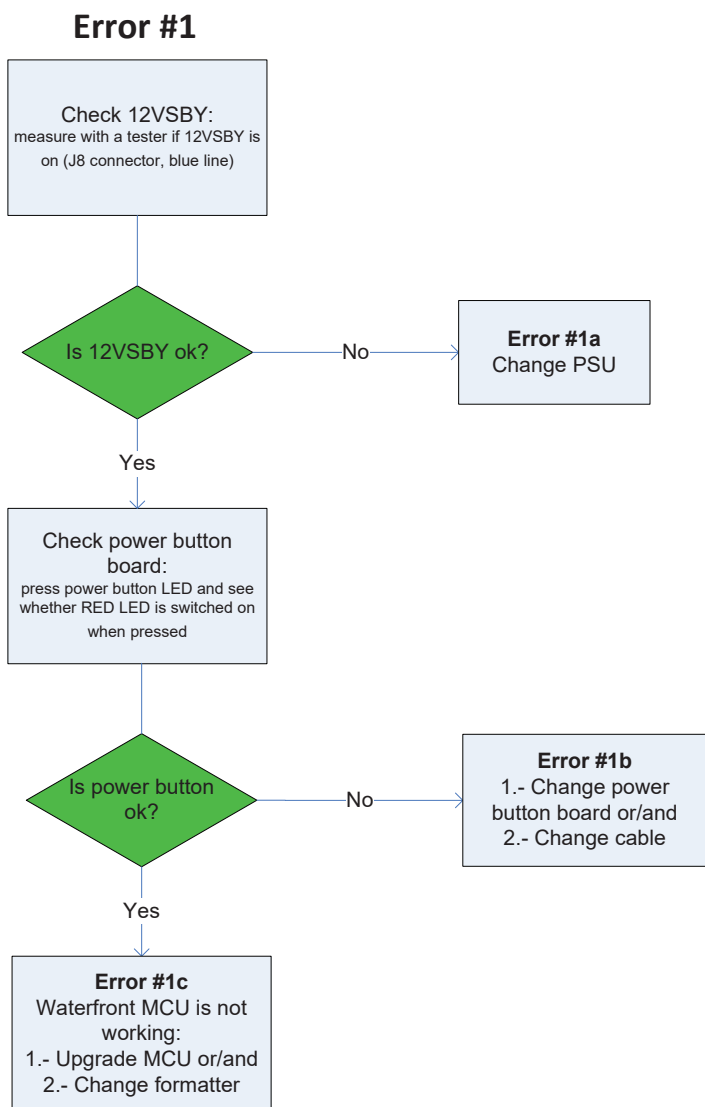 Error #1
Check 12VSBY:
measure with a tester if 12VSBY is
on (J8 connector, blue line)
Is 12VSBY ok?
No
Error #1a
Change PSU
Yes
Check power button
board:
press power button LED and see
whether RED LED is switched on
when pressed
Is power button
ok?
No
Error #1b
1.- Change power
button board or/and
2.- Change cable
Yes
Error #1c
Waterfront MCU is not
working:
1.- Upgrade MCU or/and
2.- Change formatter